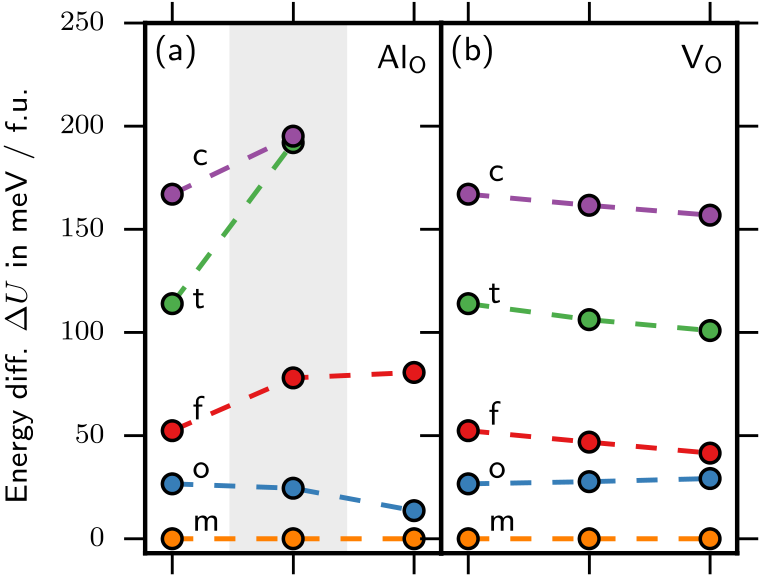 Energy diff. ΔU in meV / f.u.
250
200
150
100
50
0
(a)
AlO
c
t
f
o
m
(b)
VO
c
t
f
o
m